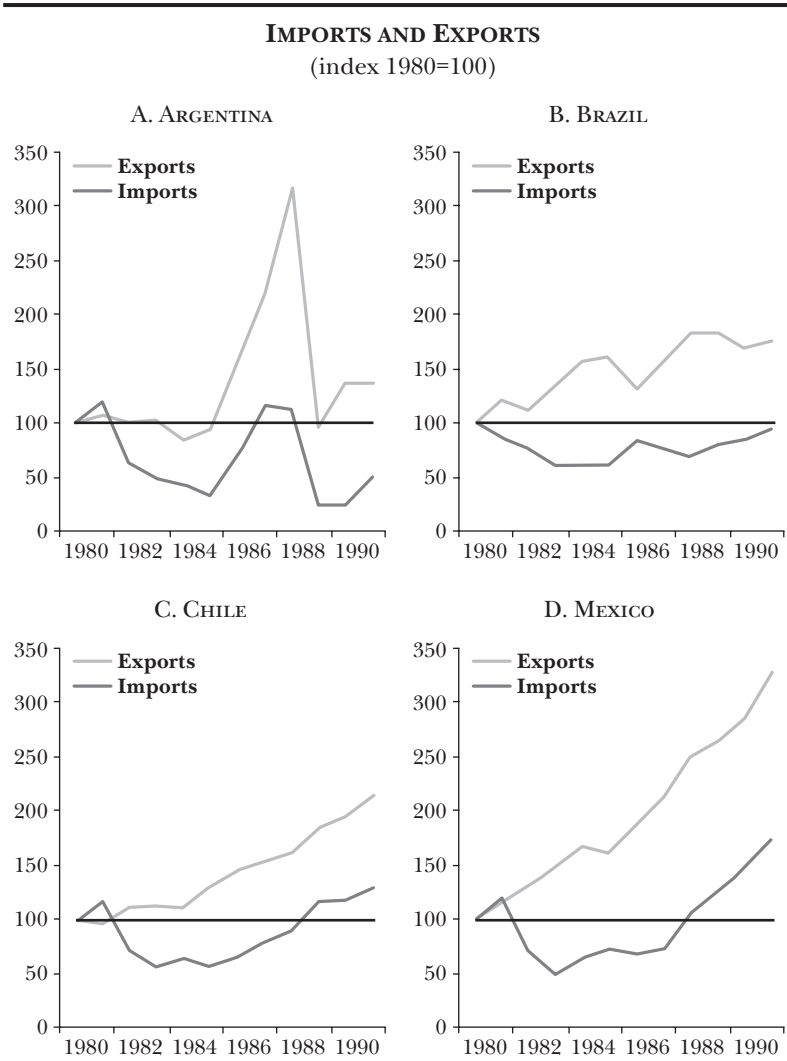 IMPORTS AND EXPORTS
(index 1980=100)
A. ARGENTINA
350
300
250
200
150
100
50
0
Exports
Imports
1980 1982 1984 1986 1988 1990
B. BRAZIL
350
300
250
200
150
100
50
0
Exports
Imports
1980 1982 1984 1986 1988 1990
C. CHILE
350
300
250
200
150
100
50
0
Exports
Imports
1980 1982 1984 1986 1988 1990
D. MEXICO
350
300
250
200
150
100
50
0
Exports
Imports
1980 1982 1984 1986 1988 1990